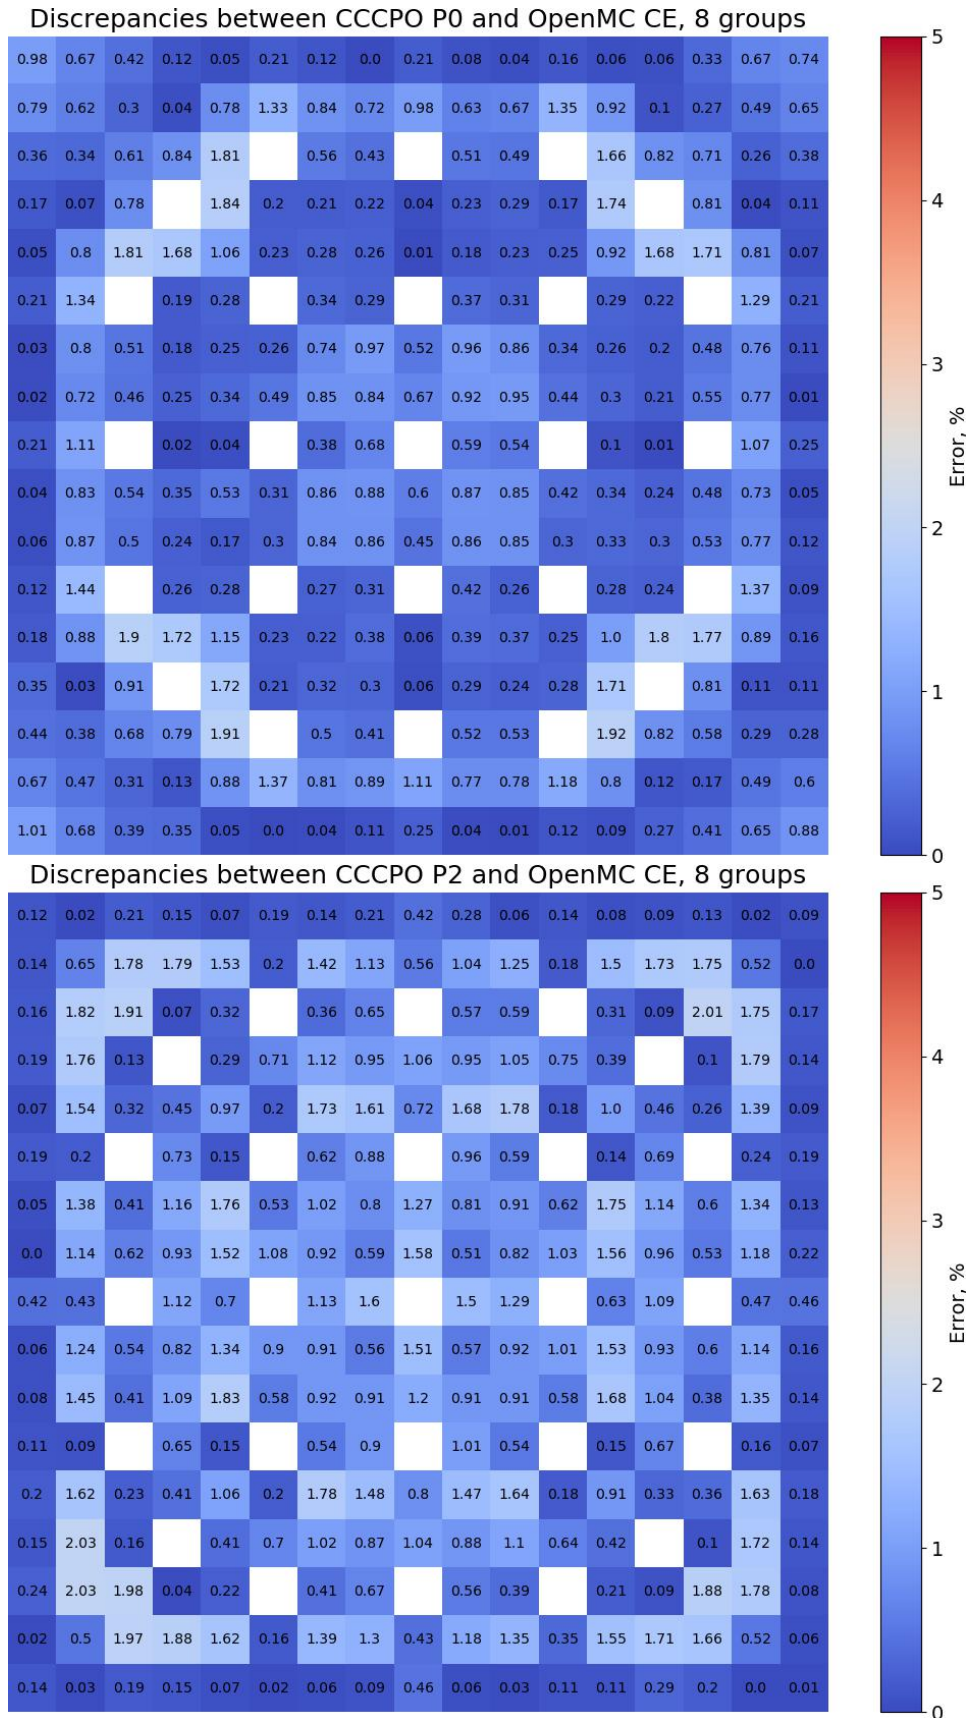 Discrepancies between CCCPO P0 and OpenMC CE, 8 groups
0.98 0.67 0.42 0.12 0.05 0.21 0.12 0.0 0.21 0.08 0.04 0.16 0.06 0.06 0.33 0.67 0.74
0.79 0.62 0.3 0.04 0.78 1.33 0.84 0.72 0.98 0.63 0.67 1.35 0.92 0.1 0.27 0.49 0.65
0.36 0.34 0.61 0.84 1.81 0.56 0.43 0.51 0.49 1.66 0.82 0.71 0.26 0.38
0.17 0.07 0.78 1.84 0.2 0.21 0.22 0.04 0.23 0.29 0.17 1.74 0.81 0.04 0.11
0.05 0.8 1.81 1.68 1.06 0.23 0.28 0.26 0.01 0.18 0.23 0.25 0.92 1.68 1.71 0.81 0.07
0.21 1.34 0.19 0.28 0.34 0.29 0.37 0.31 0.29 0.22 1.29 0.21
0.03 0.8 0.51 0.18 0.25 0.26 0.74 0.97 0.52 0.96 0.86 0.34 0.26 0.2 0.48 0.76 0.11
0.02 0.72 0.46 0.25 0.34 0.49 0.85 0.84 0.67 0.92 0.95 0.44 0.3 0.21 0.55 0.77 0.01
0.21 1.11 0.02 0.04 0.38 0.68 0.59 0.54 0.1 0.01 1.07 0.25
0.04 0.83 0.54 0.35 0.53 0.31 0.86 0.88 0.6 0.87 0.85 0.42 0.34 0.24 0.48 0.73 0.05
0.06 0.87 0.5 0.24 0.17 0.3 0.84 0.86 0.45 0.86 0.85 0.3 0.33 0.3 0.53 0.77 0.12
0.12 1.44 0.26 0.28 0.27 0.31 0.42 0.26 0.28 0.24 1.37 0.09
0.18 0.88 1.9 1.72 1.15 0.23 0.22 0.38 0.06 0.39 0.37 0.25 1.0 1.8 1.77 0.89 0.16
0.35 0.03 0.91 1.72 0.21 0.32 0.3 0.06 0.29 0.24 0.28 1.71 0.81 0.11 0.11
0.44 0.38 0.68 0.79 1.91 0.5 0.41 0.52 0.53 1.92 0.82 0.58 0.29 0.28
0.67 0.47 0.31 0.13 0.88 1.37 0.81 0.89 1.11 0.77 0.78 1.18 0.8 0.12 0.17 0.49 0.6
1.01 0.68 0.39 0.35 0.05 0.0 0.04 0.11 0.25 0.04 0.01 0.12 0.09 0.27 0.41 0.65 0.88
5
4
3
2
1
0
Error, %
Discrepancies between CCCPO P2 and OpenMC CE, 8 groups
0.12 0.02 0.21 0.15 0.07 0.19 0.14 0.21 0.42 0.28 0.06 0.14 0.08 0.09 0.13 0.02 0.09
0.14 0.65 1.78 1.79 1.53 0.2 1.42 1.13 0.56 1.04 1.25 0.18 1.5 1.73 1.75 0.52 0.0
0.16 1.82 1.91 0.07 0.32 0.36 0.65 0.57 0.59 0.31 0.09 2.01 1.75 0.17
0.19 1.76 0.13 0.29 0.71 1.12 0.95 1.06 0.95 1.05 0.75 0.39 0.1 1.79 0.14
0.07 1.54 0.32 0.45 0.97 0.2 1.73 1.61 0.72 1.68 1.78 0.18 1.0 0.46 0.26 1.39 0.09
0.19 0.2 0.73 0.15 0.62 0.88 0.96 0.59 0.14 0.69 0.24 0.19
0.05 1.38 0.41 1.16 1.76 0.53 1.02 0.8 1.27 0.81 0.91 0.62 1.75 1.14 0.6 1.34 0.13
0.0 1.14 0.62 0.93 1.52 1.08 0.92 0.59 1.58 0.51 0.82 1.03 1.56 0.96 0.53 1.18 0.22
0.42 0.43 1.12 0.7 1.13 1.6 1.5 1.29 0.63 1.09 0.47 0.46
0.06 1.24 0.54 0.82 1.34 0.9 0.91 0.56 1.51 0.57 0.92 1.01 1.53 0.93 0.6 1.14 0.16
0.08 1.45 0.41 1.09 1.83 0.58 0.92 0.91 1.2 0.91 0.91 0.58 1.68 1.04 0.38 1.35 0.14
0.11 0.09 0.65 0.15 0.54 0.9 1.01 0.54 0.15 0.67 0.16 0.07
0.2 1.62 0.23 0.41 1.06 0.2 1.78 1.48 0.8 1.47 1.64 0.18 0.91 0.33 0.36 1.63 0.18
0.15 2.03 0.16 0.41 0.7 1.02 0.87 1.04 0.88 1.1 0.64 0.42 0.1 1.72 0.14
0.24 2.03 1.98 0.04 0.22 0.41 0.67 0.56 0.39 0.21 0.09 1.88 1.78 0.08
0.02 0.5 1.97 1.88 1.62 0.16 1.39 1.3 0.43 1.18 1.35 0.35 1.55 1.71 1.66 0.52 0.06
0.14 0.03 0.19 0.15 0.07 0.02 0.06 0.09 0.46 0.06 0.03 0.11 0.11 0.29 0.2 0.0 0.01
5
4
3
2
1
0
Error, %